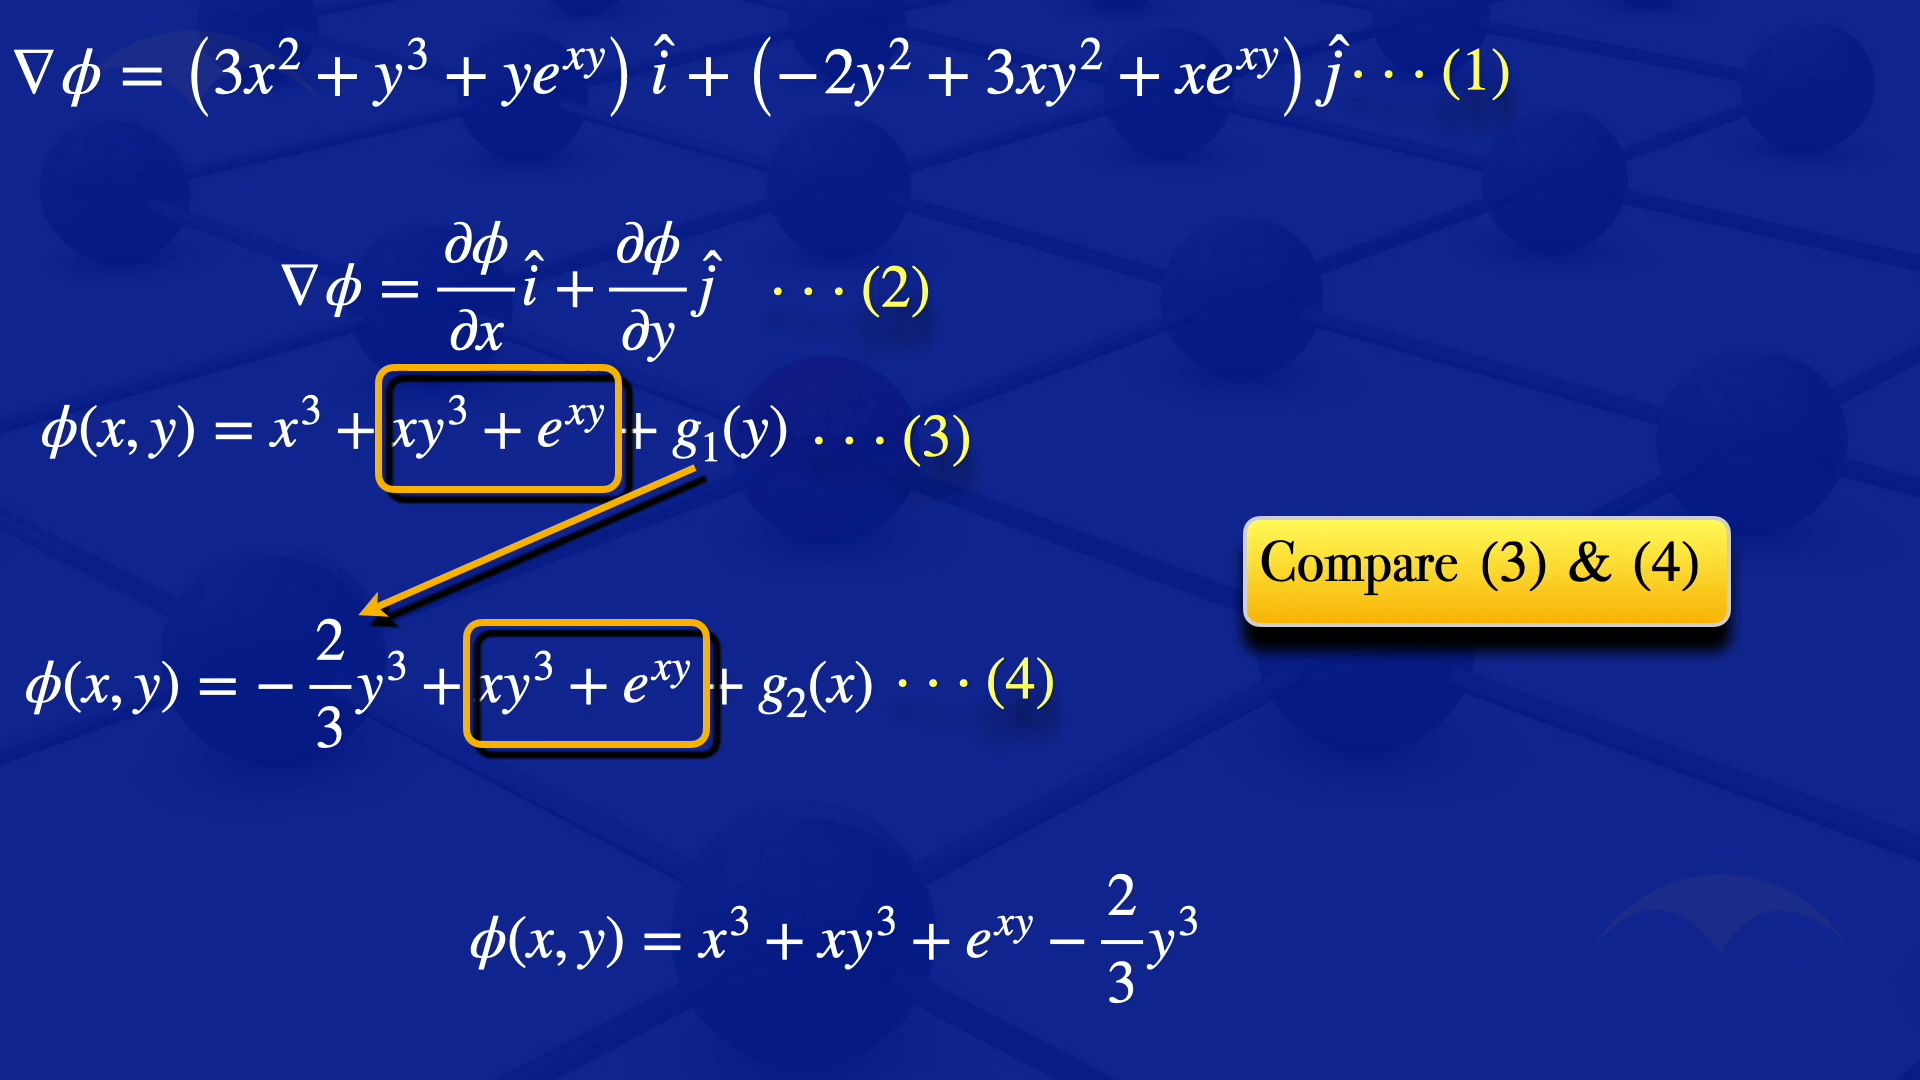 ∇ϕ = (3x² + y³ + ye^{xy}) î + (−2y² + 3xy² + xe^{xy}) ĵ · · · (1)
∇ϕ = ∂ϕ/∂x î + ∂ϕ/∂y ĵ · · · (2)
ϕ(x, y) = x³ + xy³ + e^{xy} + g₁(y) · · · (3)
Compare (3) & (4)
ϕ(x, y) = − 2/3 y³ + xy³ + e^{xy} + g₂(x) · · · (4)
ϕ(x, y) = x³ + xy³ + e^{xy} − 2/3 y³